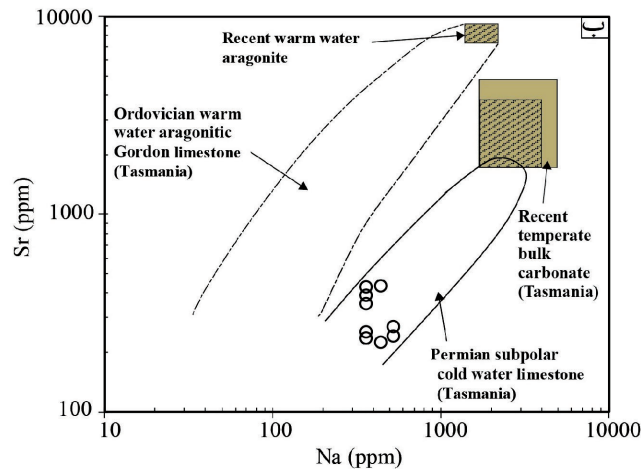 10000
ب
Recent warm water
aragonite
Ordovician warm
water aragonitic
Gordon limestone
(Tasmania)
1000
Sr (ppm)
Recent
temperate
bulk
carbonate
(Tasmania)
Permian subpolar
cold water limestone
(Tasmania)
100
10
100
1000
10000
Na (ppm)